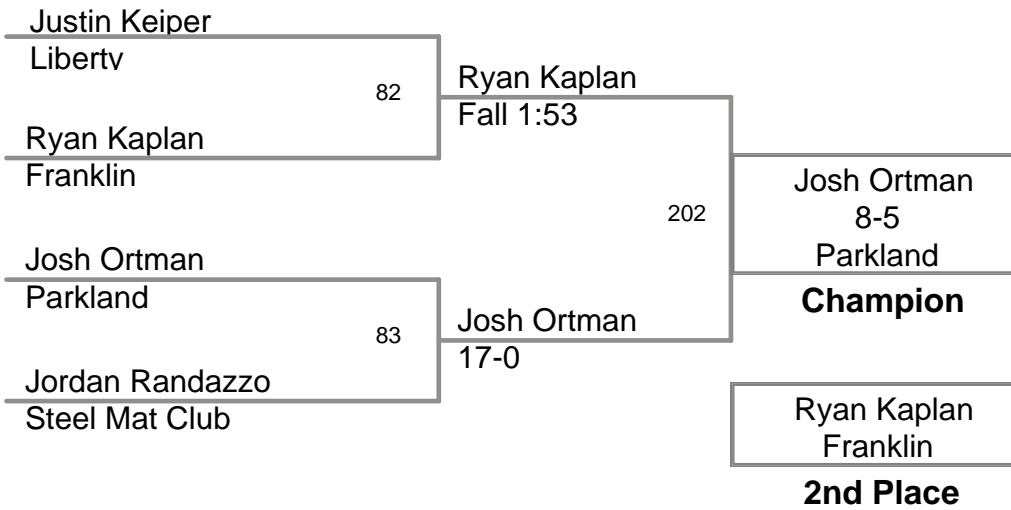 Justin Keiper
Liberty
82
Ryan Kaplan
Franklin
Ryan Kaplan
Fall 1:53
Josh Ortman
Parkland
83
Jordan Randazzo
Steel Mat Club
Josh Ortman
17-0
202
Josh Ortman
8-5
Parkland
Champion
Ryan Kaplan
Franklin
2nd Place